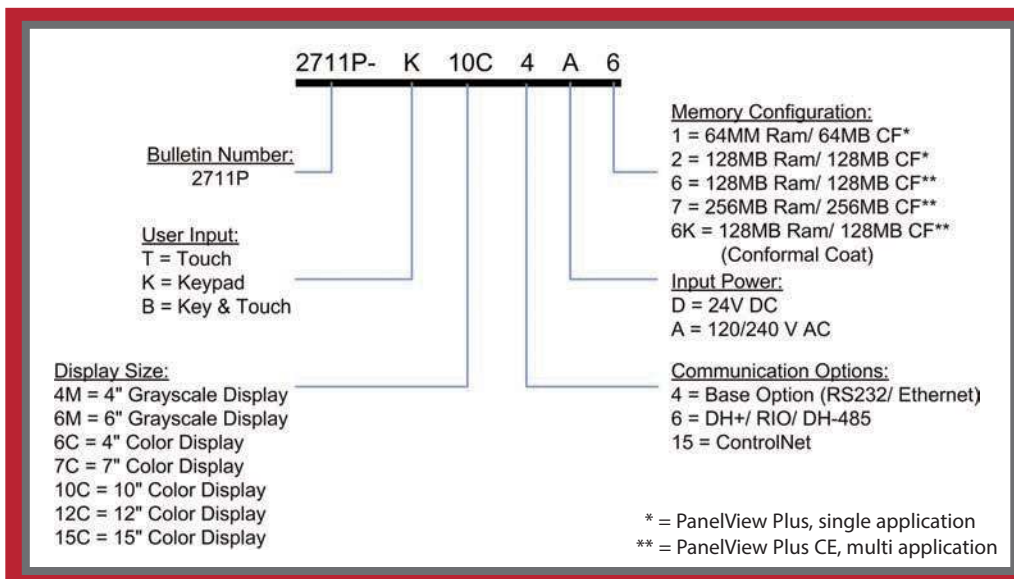 2711P- K 10C 4 A 6
Bulletin Number:
2711P
User Input:
T = Touch
K = Keypad
B = Key & Touch
Display Size:
4M = 4" Grayscale Display
6M = 6" Grayscale Display
6C = 4" Color Display
7C = 7" Color Display
10C = 10" Color Display
12C = 12" Color Display
15C = 15" Color Display
Memory Configuration:
1 = 64MM Ram/ 64MB CF*
2 = 128MB Ram/ 128MB CF*
6 = 128MB Ram/ 128MB CF**
7 = 256MB Ram/ 256MB CF**
6K = 128MB Ram/ 128MB CF**
(Conformal Coat)
Input Power:
D = 24V DC
A = 120/240 V AC
Communication Options:
4 = Base Option (RS232/ Ethernet)
6 = DH+/ RIO/ DH-485
15 = ControlNet
* = PanelView Plus, single application
** = PanelView Plus CE, multi application